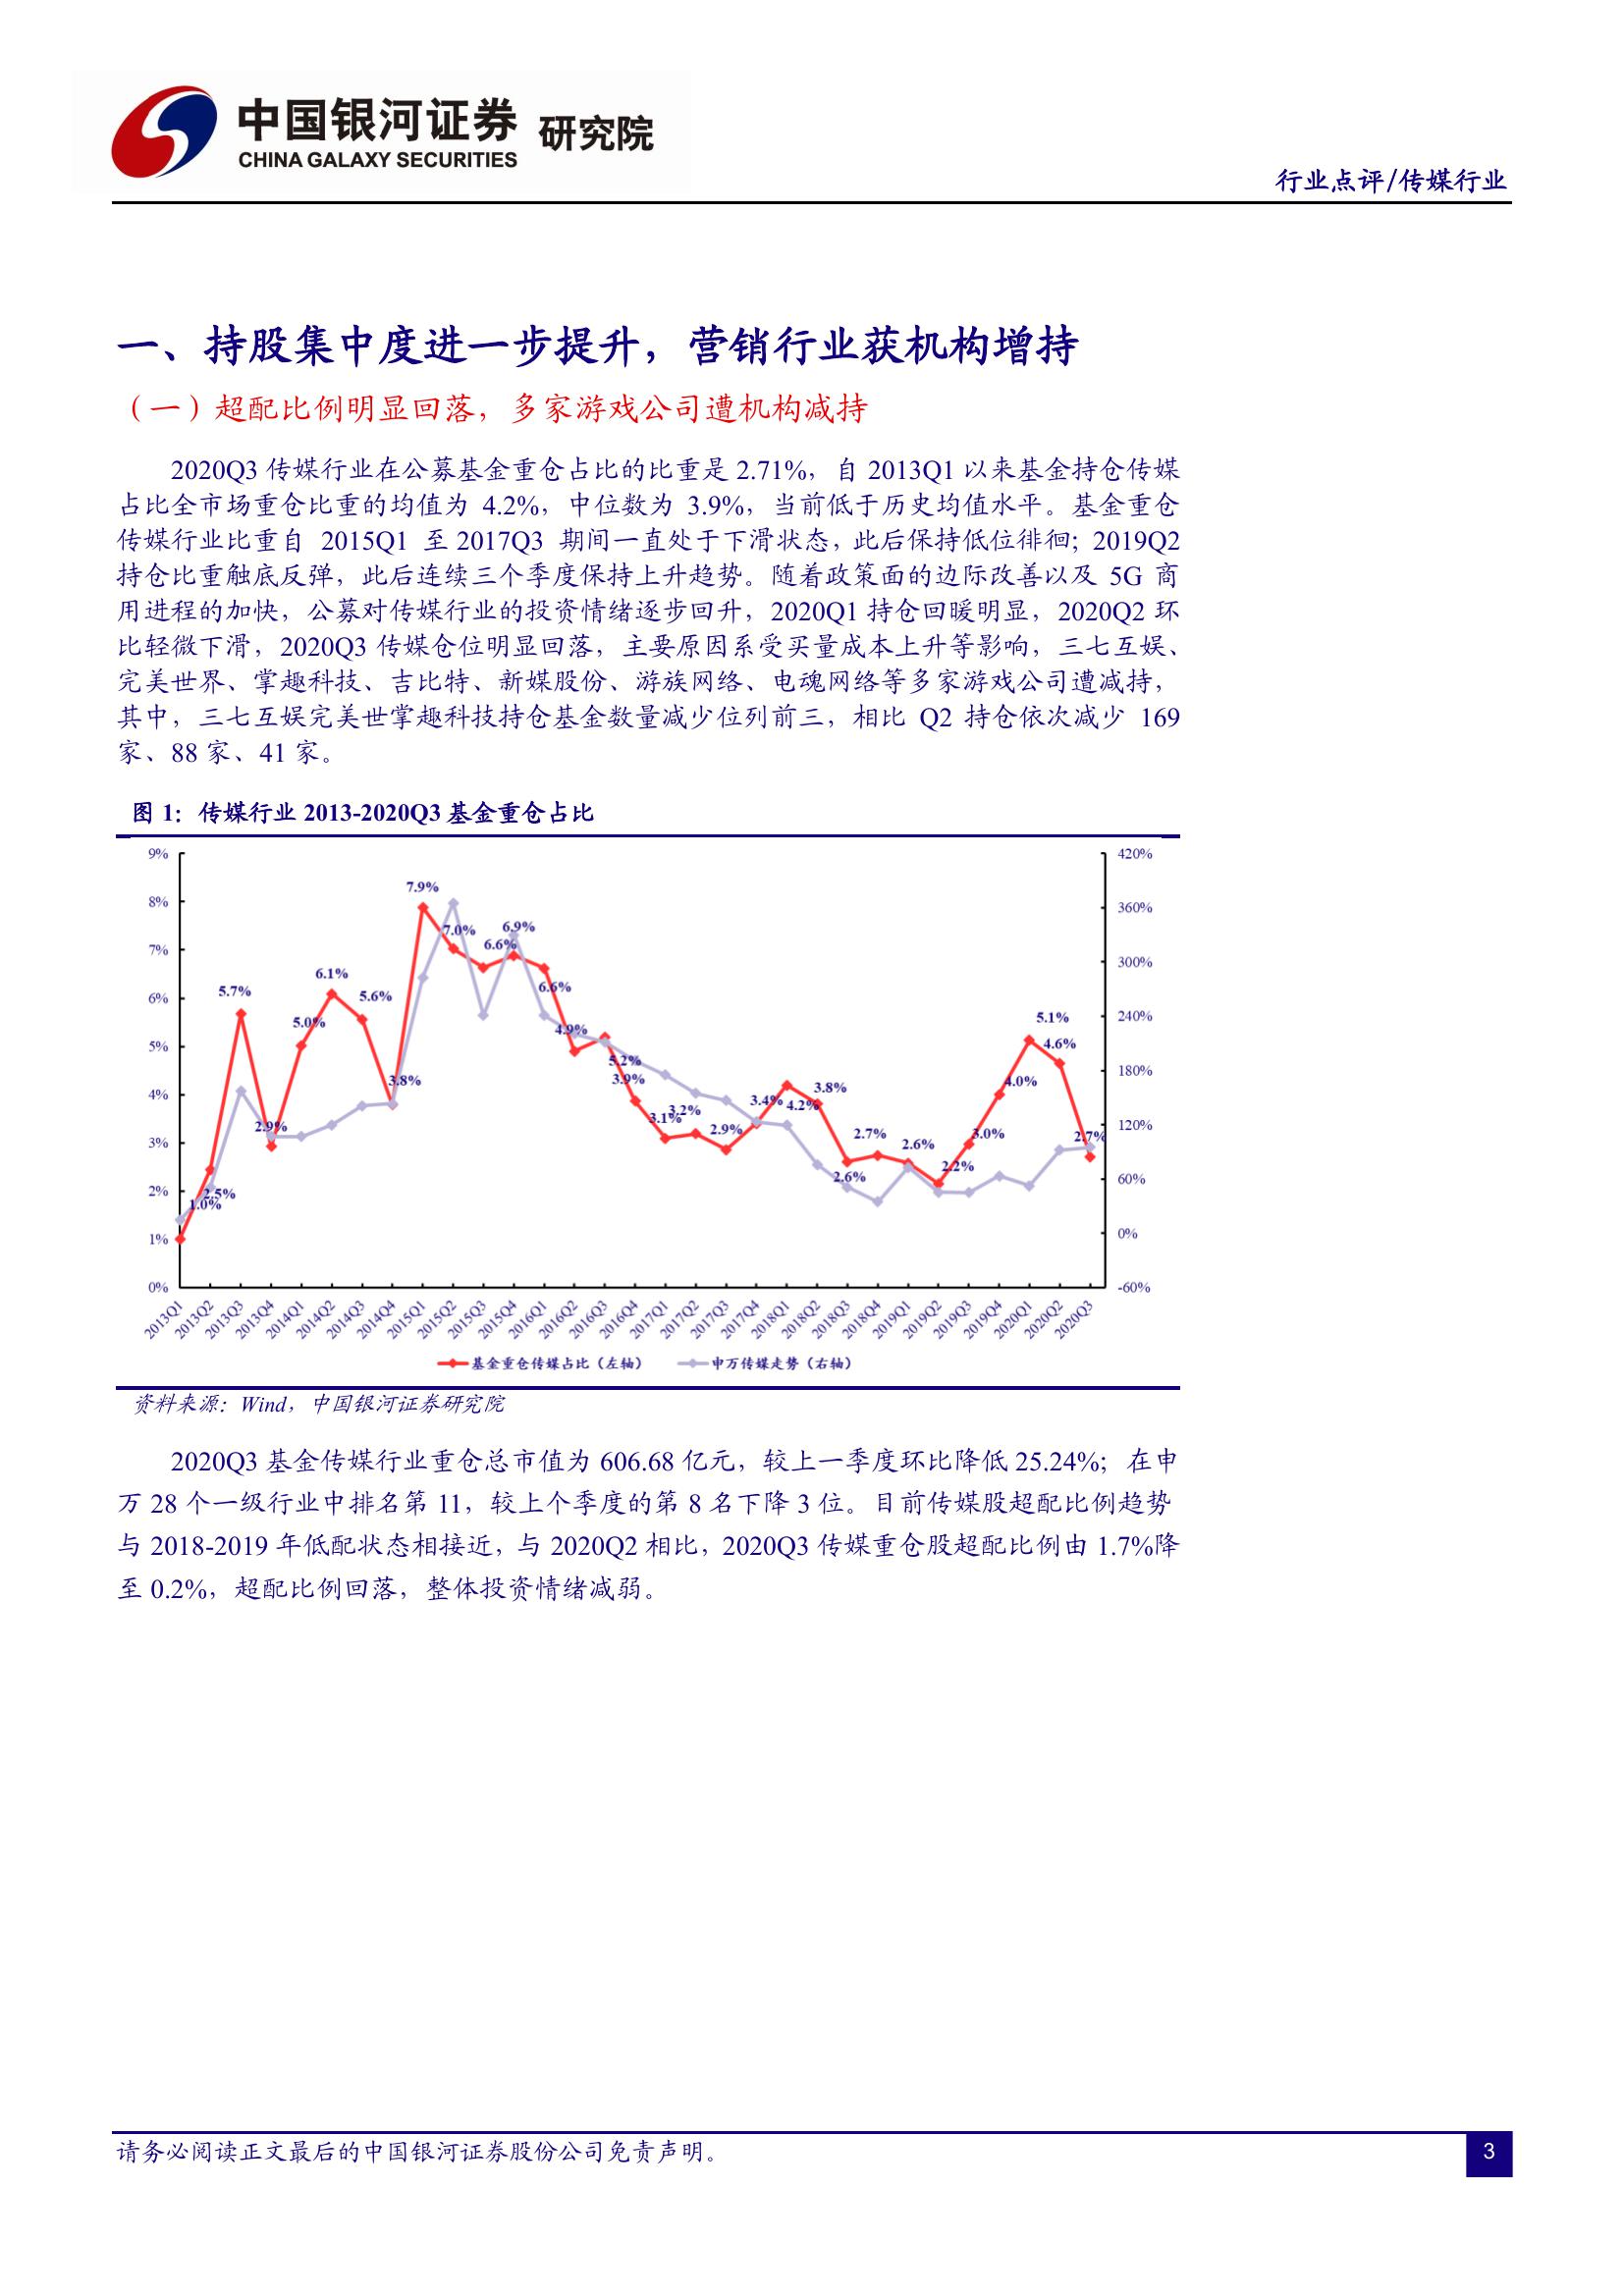 中国银河证券 研究院
CHINA GALAXY SECURITIES
行业点评/传媒行业
一、持股集中度进一步提升，营销行业获机构增持
（一）超配比例明显回落，多家游戏公司遭机构减持
2020Q3 传媒行业在公募基金重仓占比的比重是 2.71%，自 2013Q1 以来基金持仓传媒
占比全市场重仓比重的均值为 4.2%，中位数为 3.9%，当前低于历史均值水平。基金重仓
传媒行业比重自 2015Q1 至 2017Q3 期间一直处于下滑状态，此后保持低位徘徊；2019Q2
持仓比重触底反弹，此后连续三个季度保持上升趋势。随着政策面的边际改善以及 5G 商
用进程的加快，公募对传媒行业的投资情绪逐步回升，2020Q1 持仓回暖明显，2020Q2 环
比轻微下滑，2020Q3 传媒仓位明显回落，主要原因系受买量成本上升等影响，三七互娱、
完美世界、掌趣科技、吉比特、新媒股份、游族网络、电魂网络等多家游戏公司遭减持，
其中，三七互娱完美世掌趣科技持仓基金数量减少位列前三，相比 Q2 持仓依次减少 169
家、88 家、41 家。
图 1：传媒行业 2013-2020Q3 基金重仓占比
9%
8%
7%
6%
5%
4%
3%
2%
1%
0%
420%
360%
300%
240%
180%
120%
60%
0%
-60%
1.0%
2.5%
5.7%
2.9%
5.0%
6.1%
5.6%
3.8%
7.9%
7.0%
6.6%
6.9%
6.6%
4.9%
5.2%
3.9%
3.1%
3.2%
2.9%
3.4%
4.2%
3.8%
2.6%
2.7%
2.6%
2.2%
3.0%
4.0%
5.1%
4.6%
2.7%
2013Q1 2013Q2 2013Q3 2013Q4 2014Q1 2014Q2 2014Q3 2014Q4 2015Q1 2015Q2 2015Q3 2015Q4 2016Q1 2016Q2 2016Q3 2016Q4 2017Q1 2017Q2 2017Q3 2017Q4 2018Q1 2018Q2 2018Q3 2018Q4 2019Q1 2019Q2 2019Q3 2019Q4 2020Q1 2020Q2 2020Q3
基金重仓传媒占比（左轴） 申万传媒走势（右轴）
资料来源：Wind，中国银河证券研究院
2020Q3 基金传媒行业重仓总市值为 606.68 亿元，较上一季度环比降低 25.24%；在申
万 28 个一级行业中排名第 11，较上个季度的第 8 名下降 3 位。目前传媒股超配比例趋势
与 2018-2019 年低配状态相接近，与 2020Q2 相比，2020Q3 传媒重仓股超配比例由 1.7%降
至 0.2%，超配比例回落，整体投资情绪减弱。
请务必阅读正文最后的中国银河证券股份公司免责声明。
3